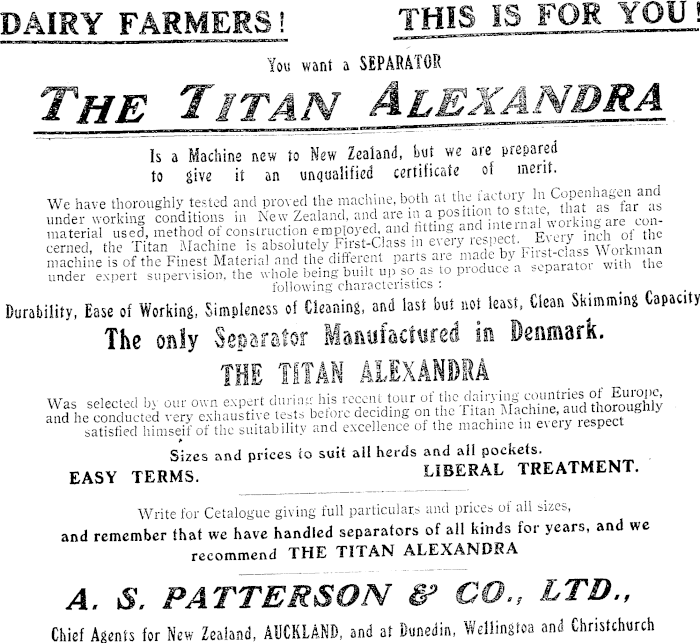 DAIRY FARMERS! THIS IS FOR YOU!
You want a SEPARATOR
THE TITAN ALEXANDRA
Is a Machine new to New Zealand, but we are prepared
to give it an unqualified certificate of merit.
We have thoroughly tested and proved the machine, both at the factory In Copenhagen and
under working conditions in New Zealand, and are in a position to state, that as far as
material used, method of construction employed, and fitting and internal working are con-
cerned, the Titan Machine is absolutely First-Class in every respect. Every inch of the
machine is of the Finest Material and the different parts are made by First-class Workman
under expert supervision, the whole being built up so as to produce a separator with the
following characteristics :
Durability, Ease of Working, Simpleness of Cleaning, and last but not least, Clean Skimming Capacity
The only Separator Manufactured in Denmark.
THE TITAN ALEXANDRA
Was selected by our own expert during his recent tour of the dairying countries of Europe,
and he conducted very exhaustive tests before deciding on the Titan Machine, aud thoroughly
satisfied himseif of the suitability and excellence of the machine in every respect
Sizes and prices to suit all herds and all pockets.
EASY TERMS. LIBERAL TREATMENT.
Write for Cetalogue giving full particulars and prices of all sizes,
and remember that we have handled separators of all kinds for years, and we
recommend THE TITAN ALEXANDRA
A. S. PATTERSON & CO., LTD.,
Chief Agents for New Zealand, AUCKLAND, and at Dunedin, Wellingtoa and Christchurch